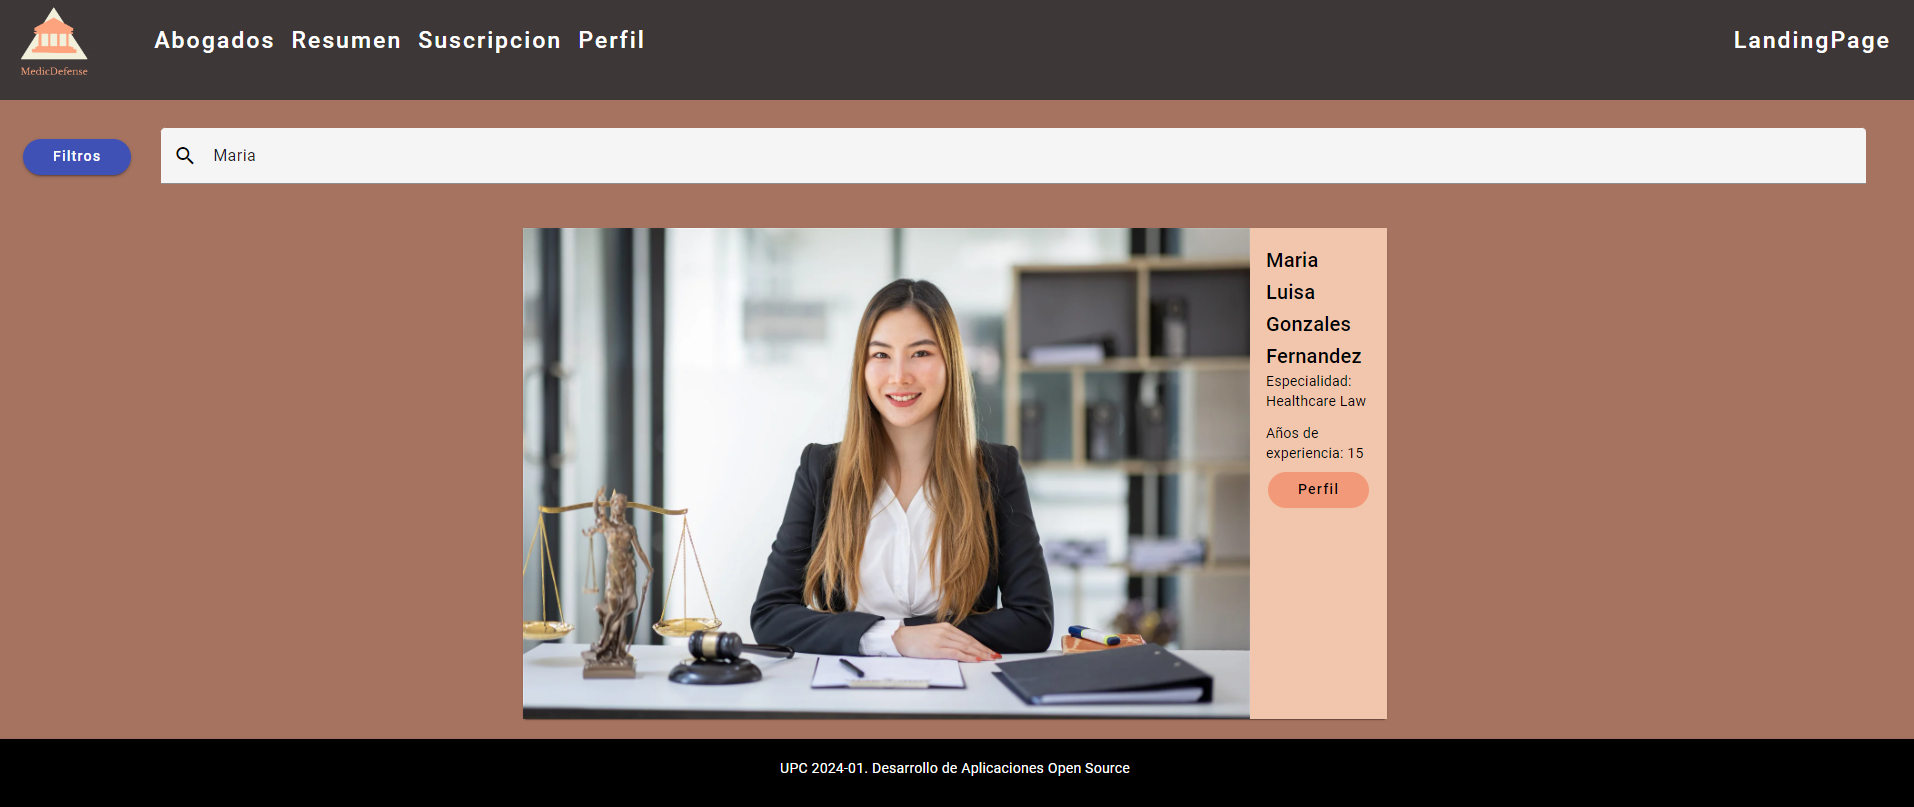 MedicDefense
Abogados Resumen Suscripcion Perfil
LandingPage
Filtros
Maria
Maria
Luisa
Gonzales
Fernandez
Especialidad:
Healthcare Law
Años de
experiencia: 15
Perfil
UPC 2024-01. Desarrollo de Aplicaciones Open Source